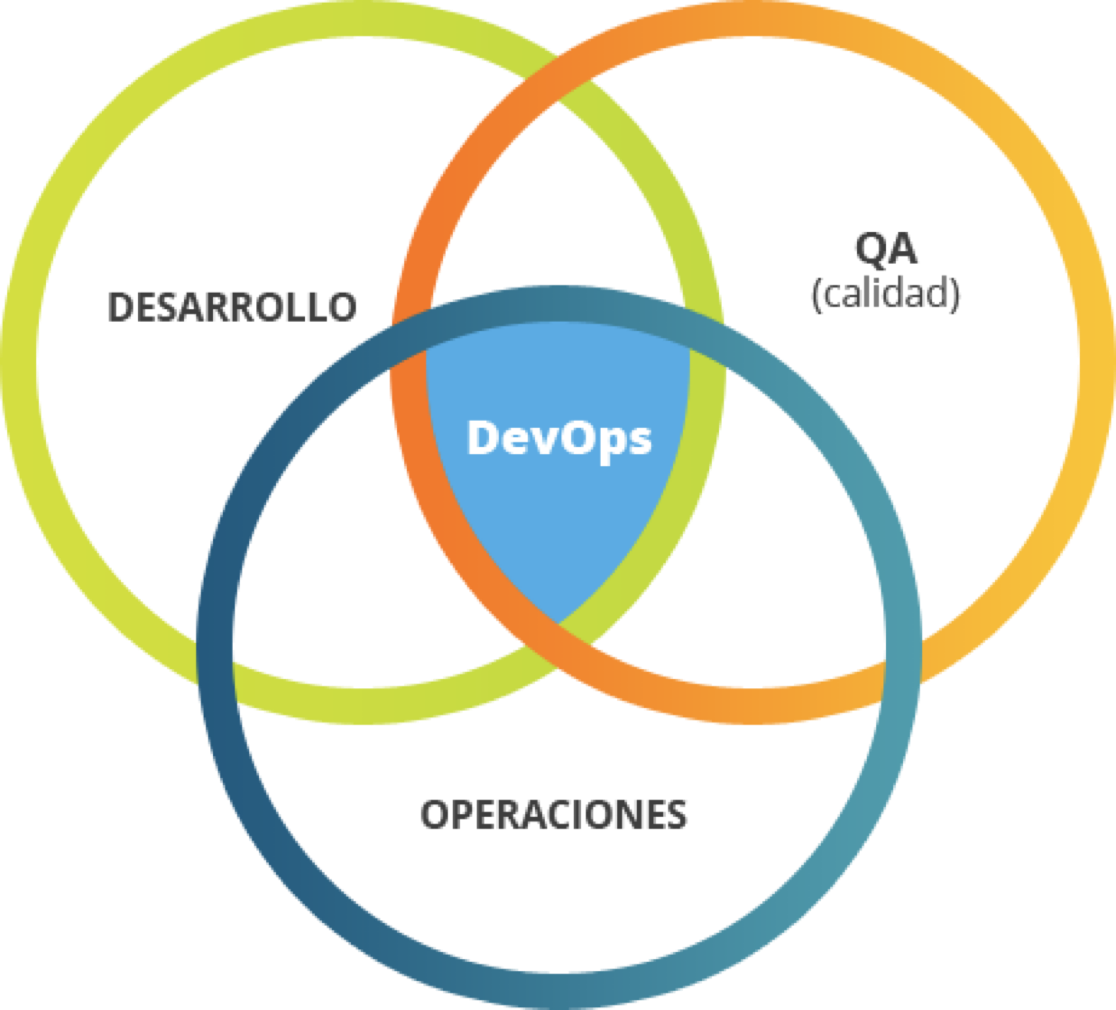 QA
(calidad)
DESARROLLO
DevOps
OPERACIONES